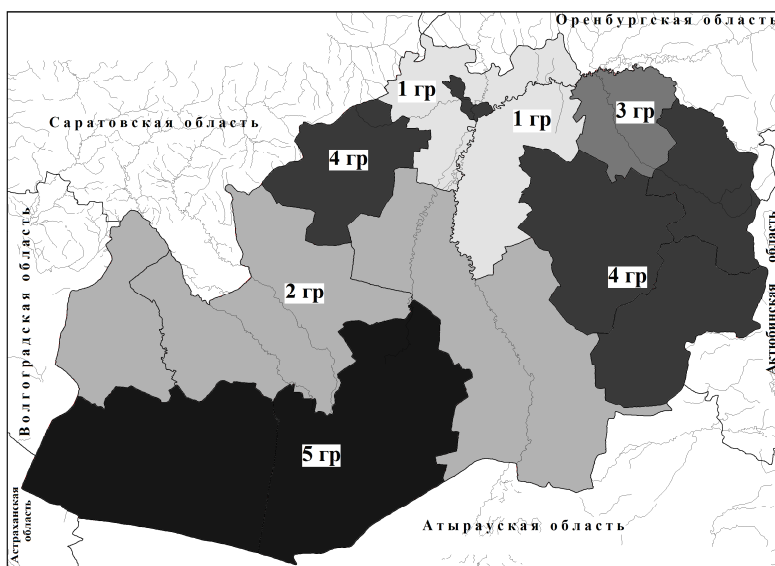 Оренбургская область
1 гр
1 гр
3 гр
Саратовская область
4 гр
Волгоградская область
2 гр
4 гр
Актюбинская область
5 гр
Астраханская
область
Атырауская область